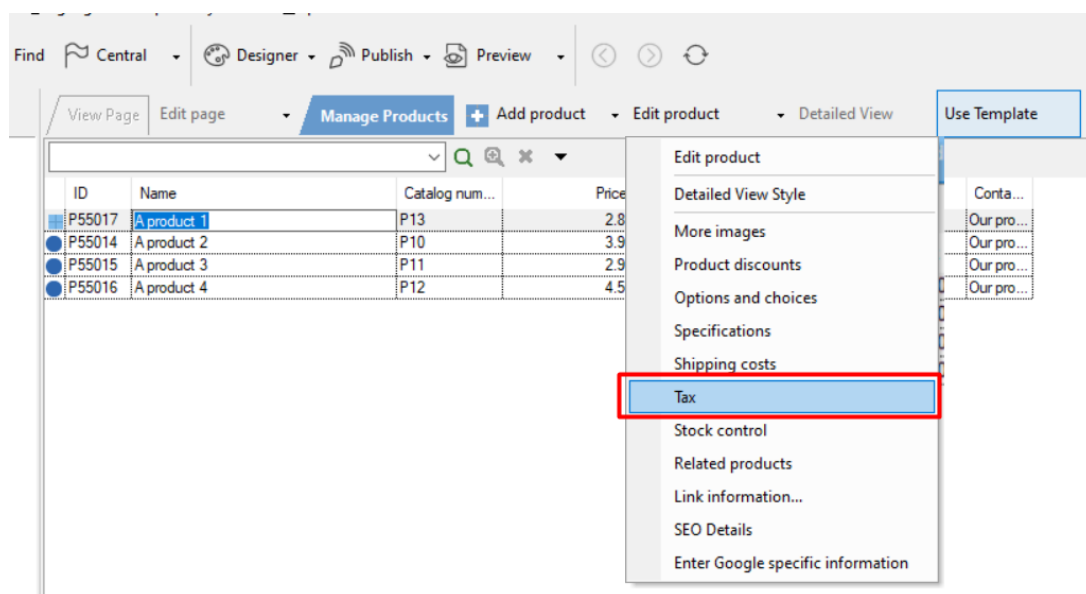 Find Central Designer Publish Preview
View Page Edit page Manage Products Add product Edit product Detailed View Use Template
ID Name Catalog num... Price Conta...
P55017 A product 1 P13 2.8 Our pro...
P55014 A product 2 P10 3.9 Our pro...
P55015 A product 3 P11 2.9 Our pro...
P55016 A product 4 P12 4.5 Our pro...
Edit product
Detailed View Style
More images
Product discounts
Options and choices
Specifications
Shipping costs
Tax
Stock control
Related products
Link information...
SEO Details
Enter Google specific information